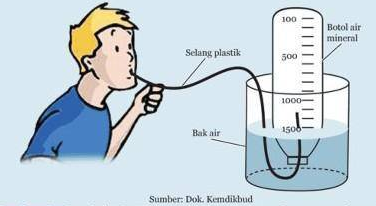 100
Botol air
mineral
Selang plastik
500
1000
Bak air
1500
Sumber: Dok. Kemdikbud